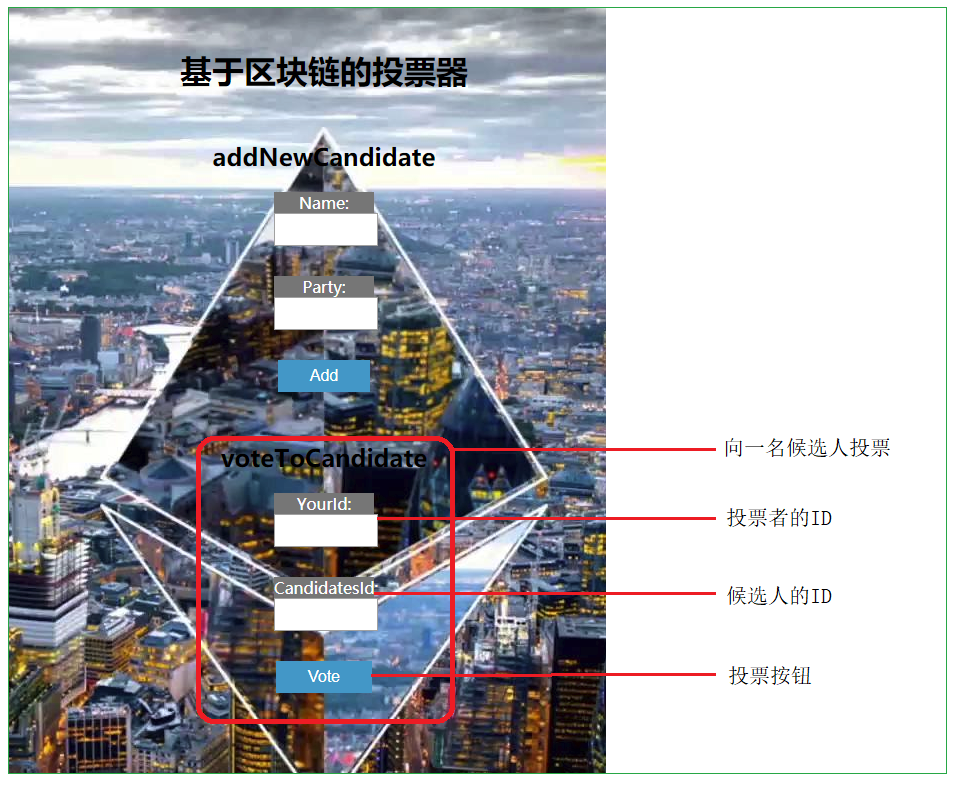 基于区块链的投票器
addNewCandidate
Name:
Party:
Add
voteToCandidate
向一名候选人投票
YourId:
投票者的ID
CandidatesId:
候选人的ID
Vote
投票按钮